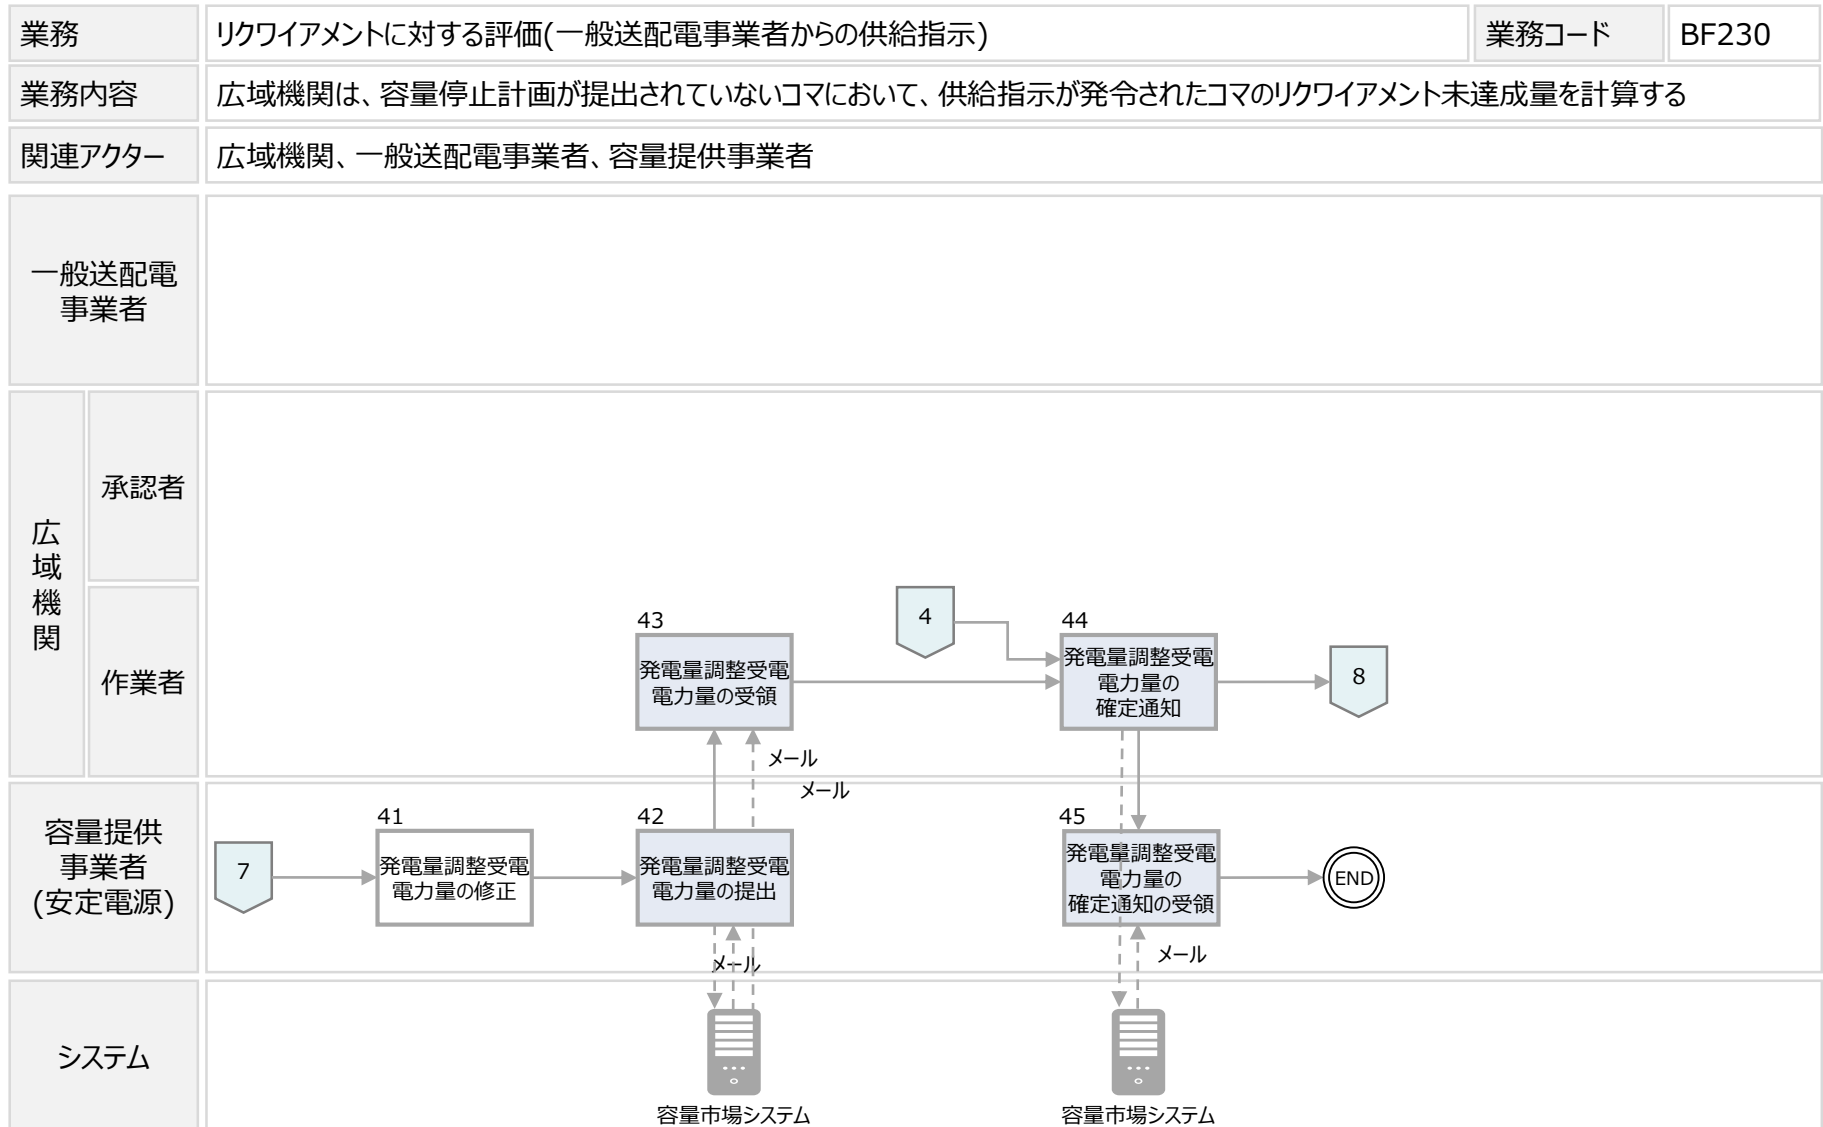 業務
リクワイアメントに対する評価(一般送配電事業者からの供給指示)
業務コード
BF230
業務内容
広域機関は、容量停止計画が提出されていないコマにおいて、供給指示が発令されたコマのリクワイアメント未達成量を計算する
関連アクター
広域機関、一般送配電事業者、容量提供事業者
一般送配電
事業者
広域機関
承認者
作業者
43
発電量調整受電
電力量の受領
4
44
発電量調整受電
電力量の
確定通知
8
メール
メール
容量提供
事業者
(安定電源)
7
41
発電量調整受電
電力量の修正
42
発電量調整受電
電力量の提出
メール
45
発電量調整受電
電力量の
確定通知の受領
END
メール
システム
容量市場システム
容量市場システム